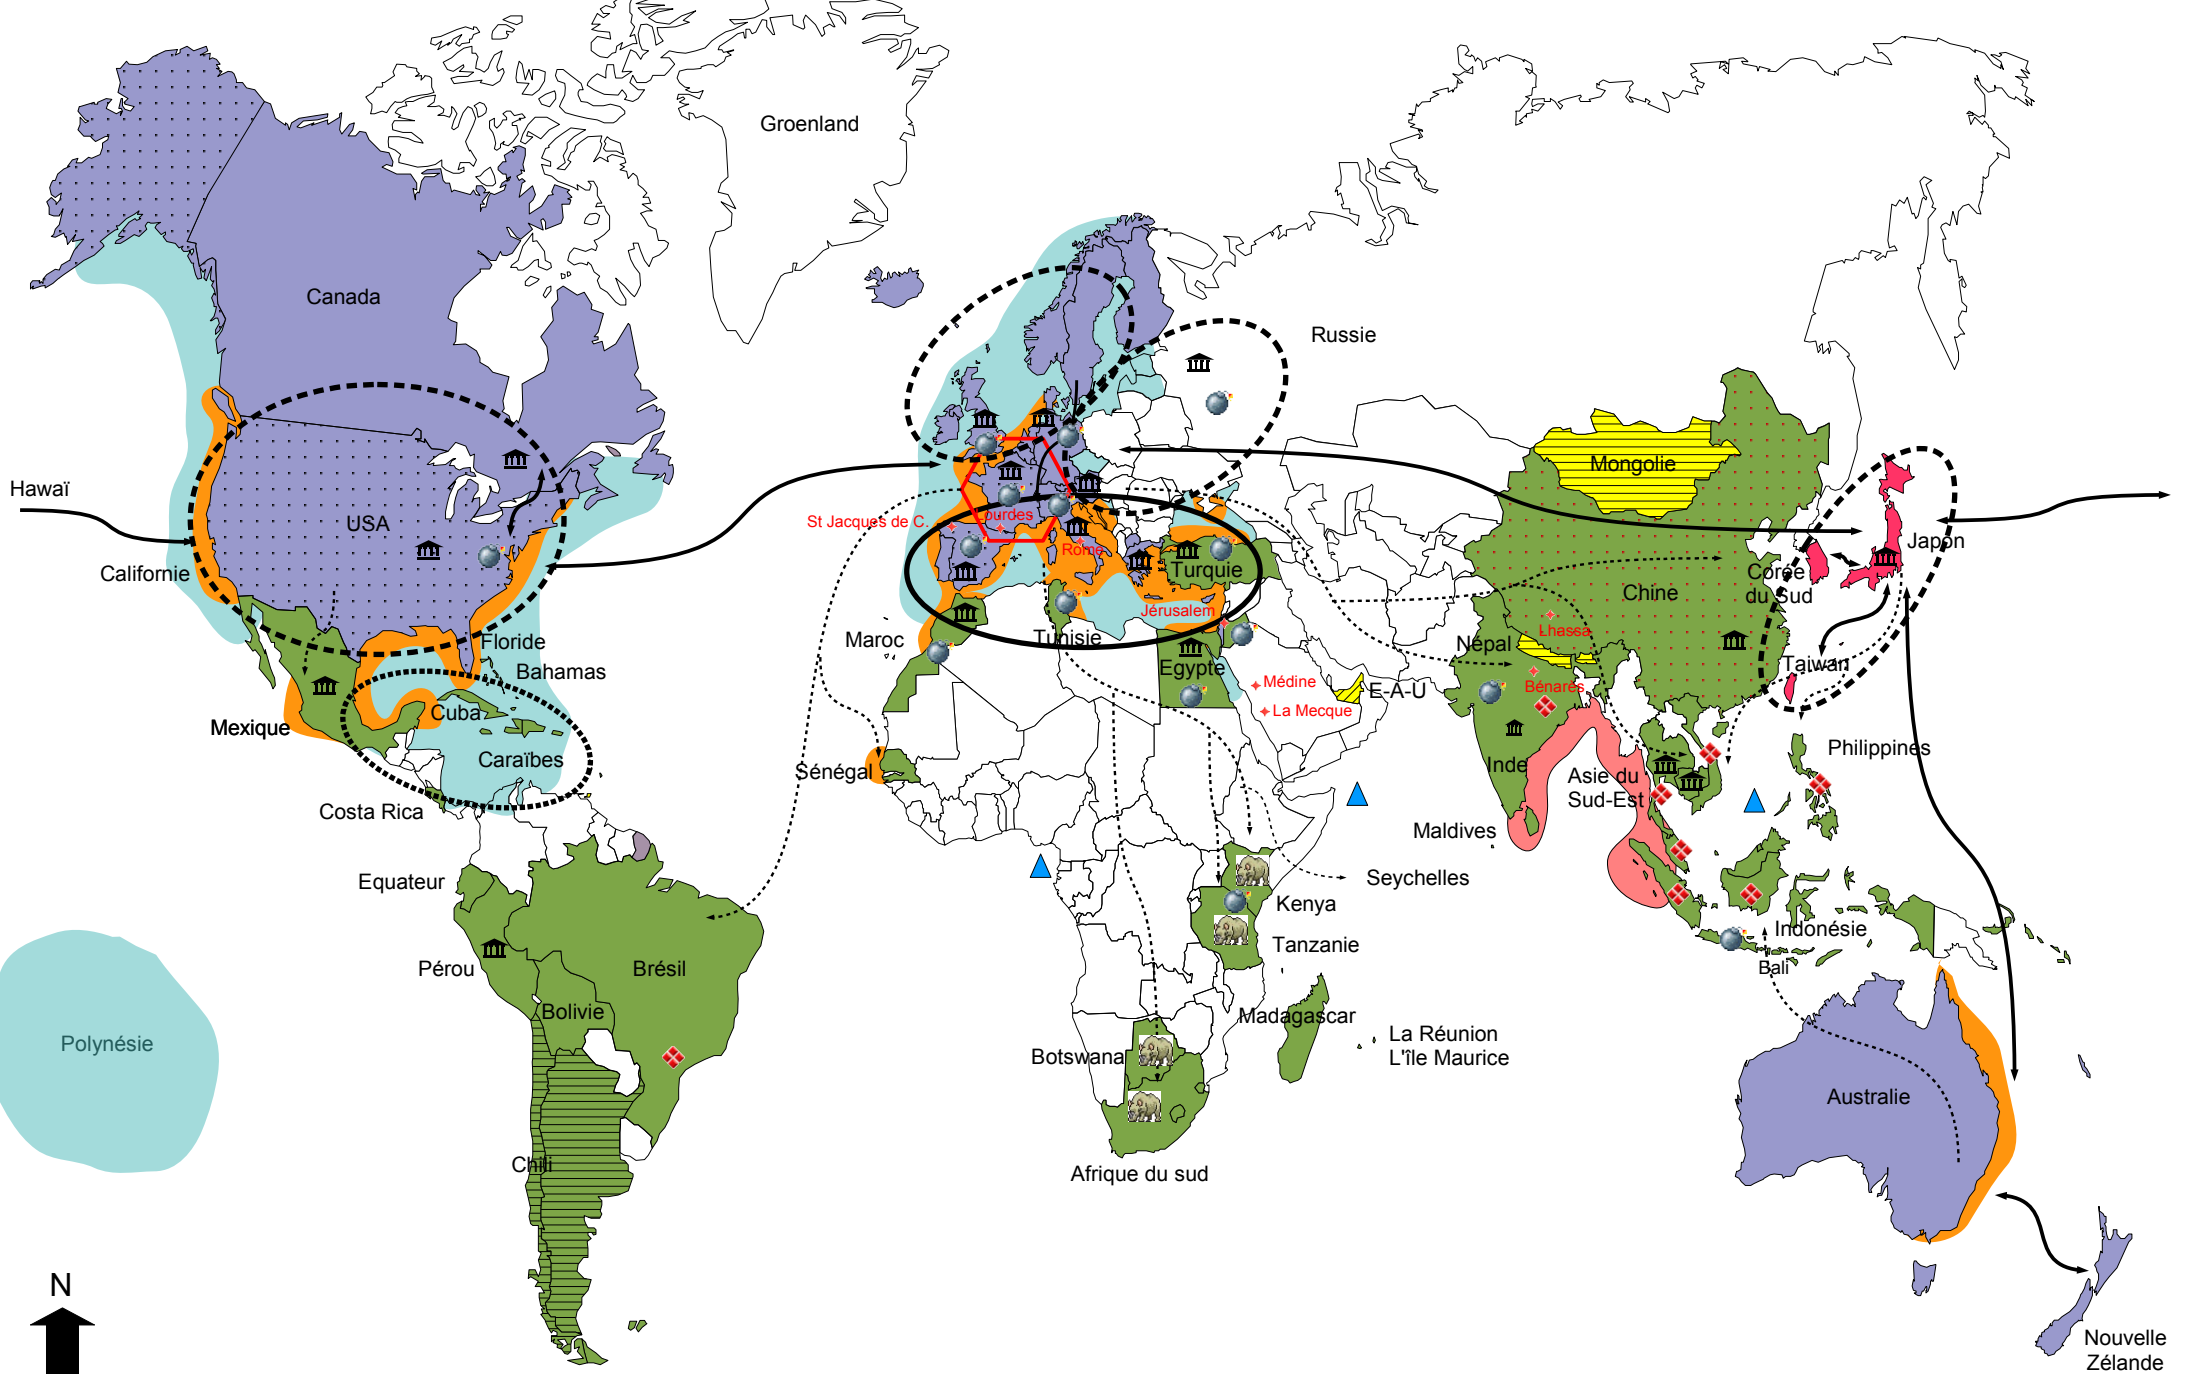 Groenland
Canada
Russie
Mongolie
Hawaï
USA
St Jacques de C.
Lourdes
Rome
Japon
Californie
Turquie
Corée
du Sud
Chine
Jérusalem
Lhassa
Floride
Maroc
Tunisie
Népal
Bahamas
Egypte
Taiwan
Médine
E-A-U
Bénarès
Cuba
La Mecque
Mexique
Philippines
Caraïbes
Sénégal
Inde
Asie du
Sud-Est
Costa Rica
Maldives
Equateur
Seychelles
Kenya
Indonésie
Tanzanie
Pérou
Brésil
Bali
Bolivie
Madagascar
Polynésie
La Réunion
L'île Maurice
Botswana
Australie
Chili
Afrique du sud
N
Nouvelle
Zélande